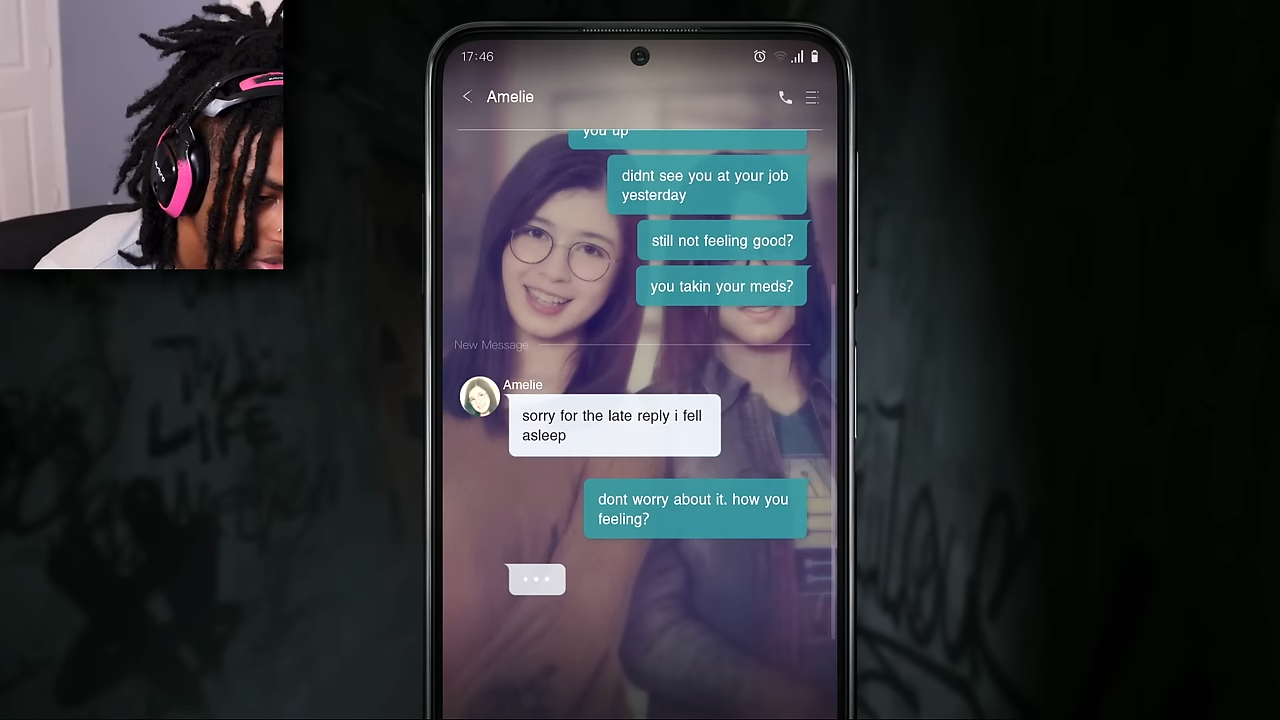 17:46
Amelie
you up
didnt see you at your job
yesterday
still not feeling good?
you takin your meds?
New Message
Amelie
sorry for the late reply i fell
asleep
dont worry about it. how you
feeling?